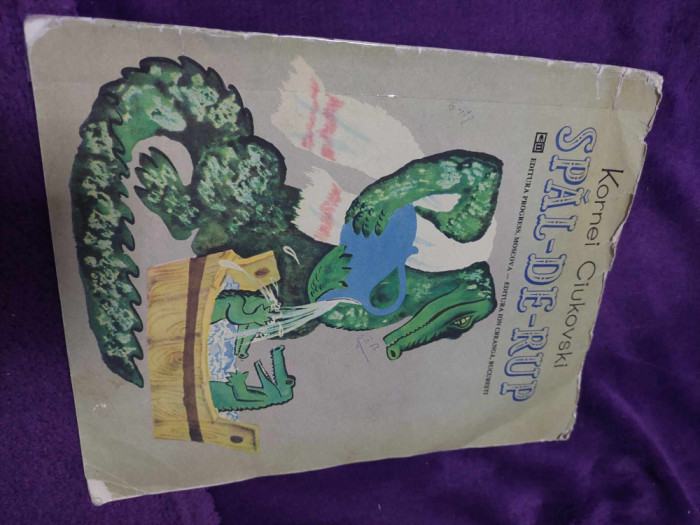 Kornei Ciukovski
SPĂL-DE-RUP
EDITURA PROGRESS, MOSCOVA – EDITURA ION CREANGĂ, BUCUREȘTI